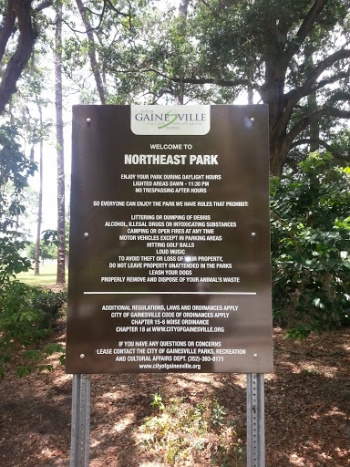 GAINESVILLE
FLORIDA
WELCOME TO
NORTHEAST PARK
ENJOY YOUR PARK DURING DAYLIGHT HOURS
LIGHTED AREAS DAWN - 11:30 PM
NO TRESPASSING AFTER HOURS
SO EVERYONE CAN ENJOY THE PARK WE HAVE RULES THAT PROHIBIT:
LITTERING OR DUMPING OF DEBRIS
ALCOHOL, ILLEGAL DRUGS OR INTOXICATING SUBSTANCES
CAMPING OR OPEN FIRES AT ANY TIME
MOTOR VEHICLES EXCEPT IN PARKING AREAS
HITTING GOLF BALLS
LOUD MUSIC
TO AVOID THEFT OR LOSS OF YOUR PROPERTY,
DO NOT LEAVE PROPERTY UNATTENDED IN THE PARKS
LEASH YOUR DOGS
PROPERLY REMOVE AND DISPOSE OF YOUR ANIMAL'S WASTE
ADDITIONAL REGULATIONS, LAWS AND ORDINANCES APPLY
CITY OF GAINESVILLE CODE OF ORDINANCES APPLY
CHAPTER 15-6 NOISE ORDINANCE
CHAPTER 18 at WWW.CITYOFGAINESVILLE.ORG
IF YOU HAVE ANY QUESTIONS OR CONCERNS
PLEASE CONTACT THE CITY OF GAINESVILLE PARKS, RECREATION
AND CULTURAL AFFAIRS DEPT. (352)
www.cityofgainesville.org